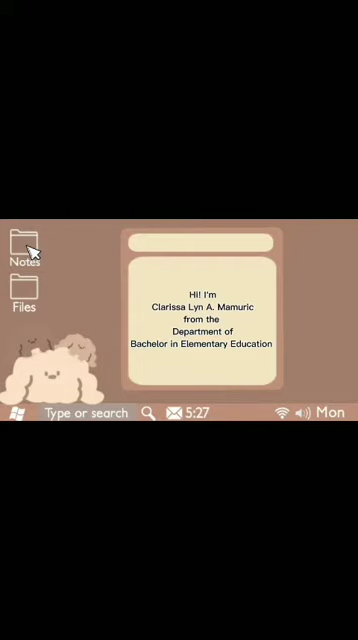 Notes
Files
Hi! I'm
Clarissa Lyn A. Mamuric
from the
Department of
Bachelor in Elementary Education
Type or search 5:27 Mon